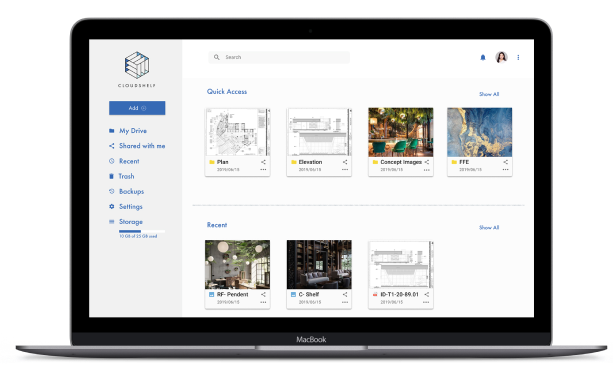 CLOUDSHELF
Search
Add
My Drive
Shared with me
Recent
Trash
Backups
Settings
Storage
10 GB of 25 GB used
Quick Access
Show All
Plan
2019/06/15
Elevation
2019/06/15
Concept Images
2019/06/15
FFE
2019/06/15
Recent
Show All
RF- Pendent
2019/06/15
C- Shelf
2019/06/15
ID-T1-20-89.01
2019/06/15
MacBook